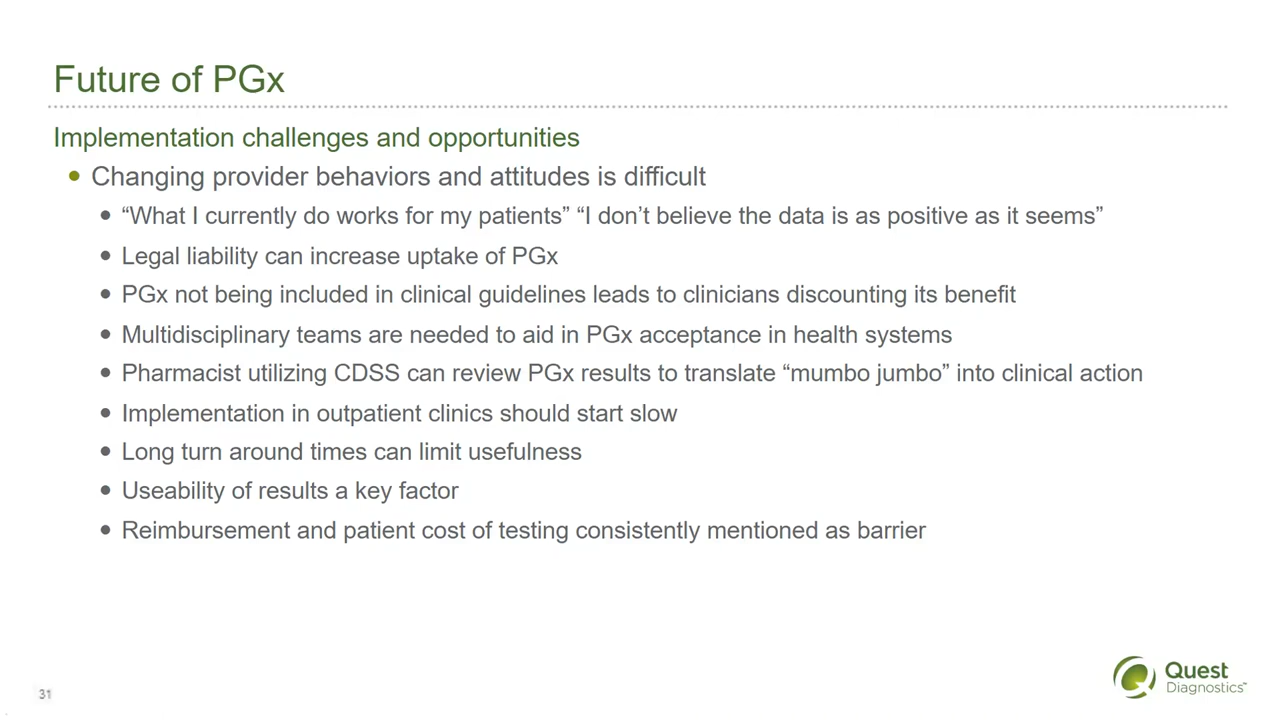 Future of PGx
Implementation challenges and opportunities
• Changing provider behaviors and attitudes is difficult
• “What I currently do works for my patients” “I don’t believe the data is as positive as it seems”
• Legal liability can increase uptake of PGx
• PGx not being included in clinical guidelines leads to clinicians discounting its benefit
• Multidisciplinary teams are needed to aid in PGx acceptance in health systems
• Pharmacist utilizing CDSS can review PGx results to translate “mumbo jumbo” into clinical action
• Implementation in outpatient clinics should start slow
• Long turn around times can limit usefulness
• Useability of results a key factor
• Reimbursement and patient cost of testing consistently mentioned as barrier
31
Quest
Diagnostics™